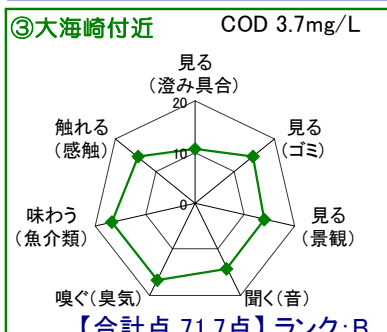 ③大海崎付近 COD 3.7mg/L
見る
(澄み具合)
20
触れる
(感触)
見る
(ゴミ)
10
味わう
(魚介類)
0
見る
(景観)
嗅ぐ(臭気)
聞く(音)
【合計点 71.7点】ランク:B